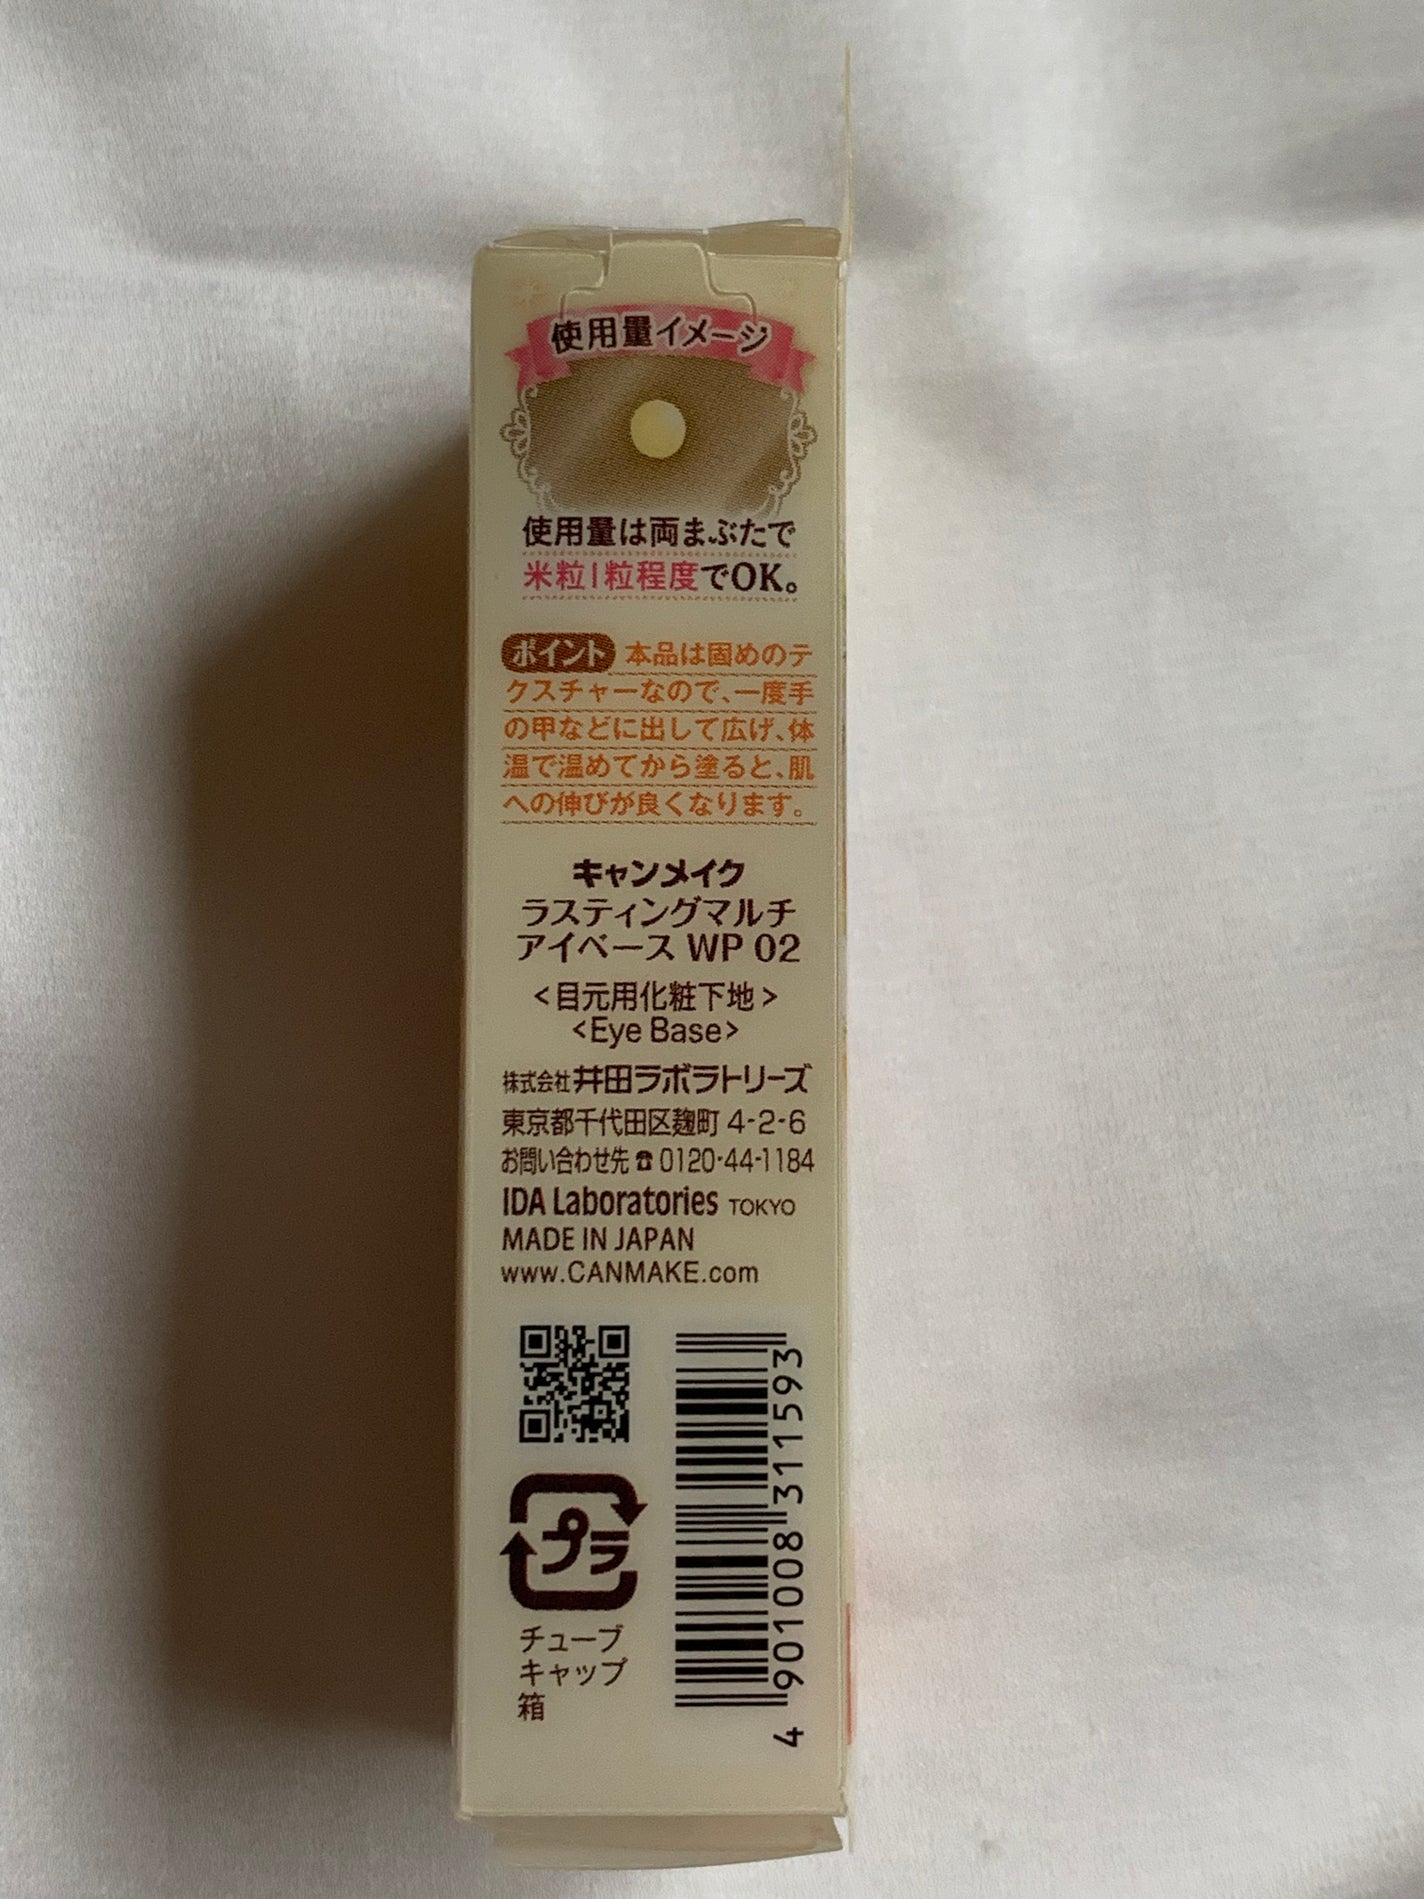 使用量イメージ
使用量は両まぶたで
米粒1粒程度でOK。
ポイント 本品は固めのテ
クスチャーなので、一度手
の甲などに出して広げ、体
温で温めてから塗ると、肌
への伸びが良くなります。
キャンメイク
ラスティングマルチ
アイベース WP 02
<目元用化粧下地>
<Eye Base>
株式会社 井田ラボラトリーズ
東京都千代田区麹町 4-2-6
お問い合わせ先 ☎ 0120-44-1184
IDA Laboratories TOKYO
MADE IN JAPAN
www.CANMAKE.com
プラ
チューブ
キャップ
箱
4 901008 311593